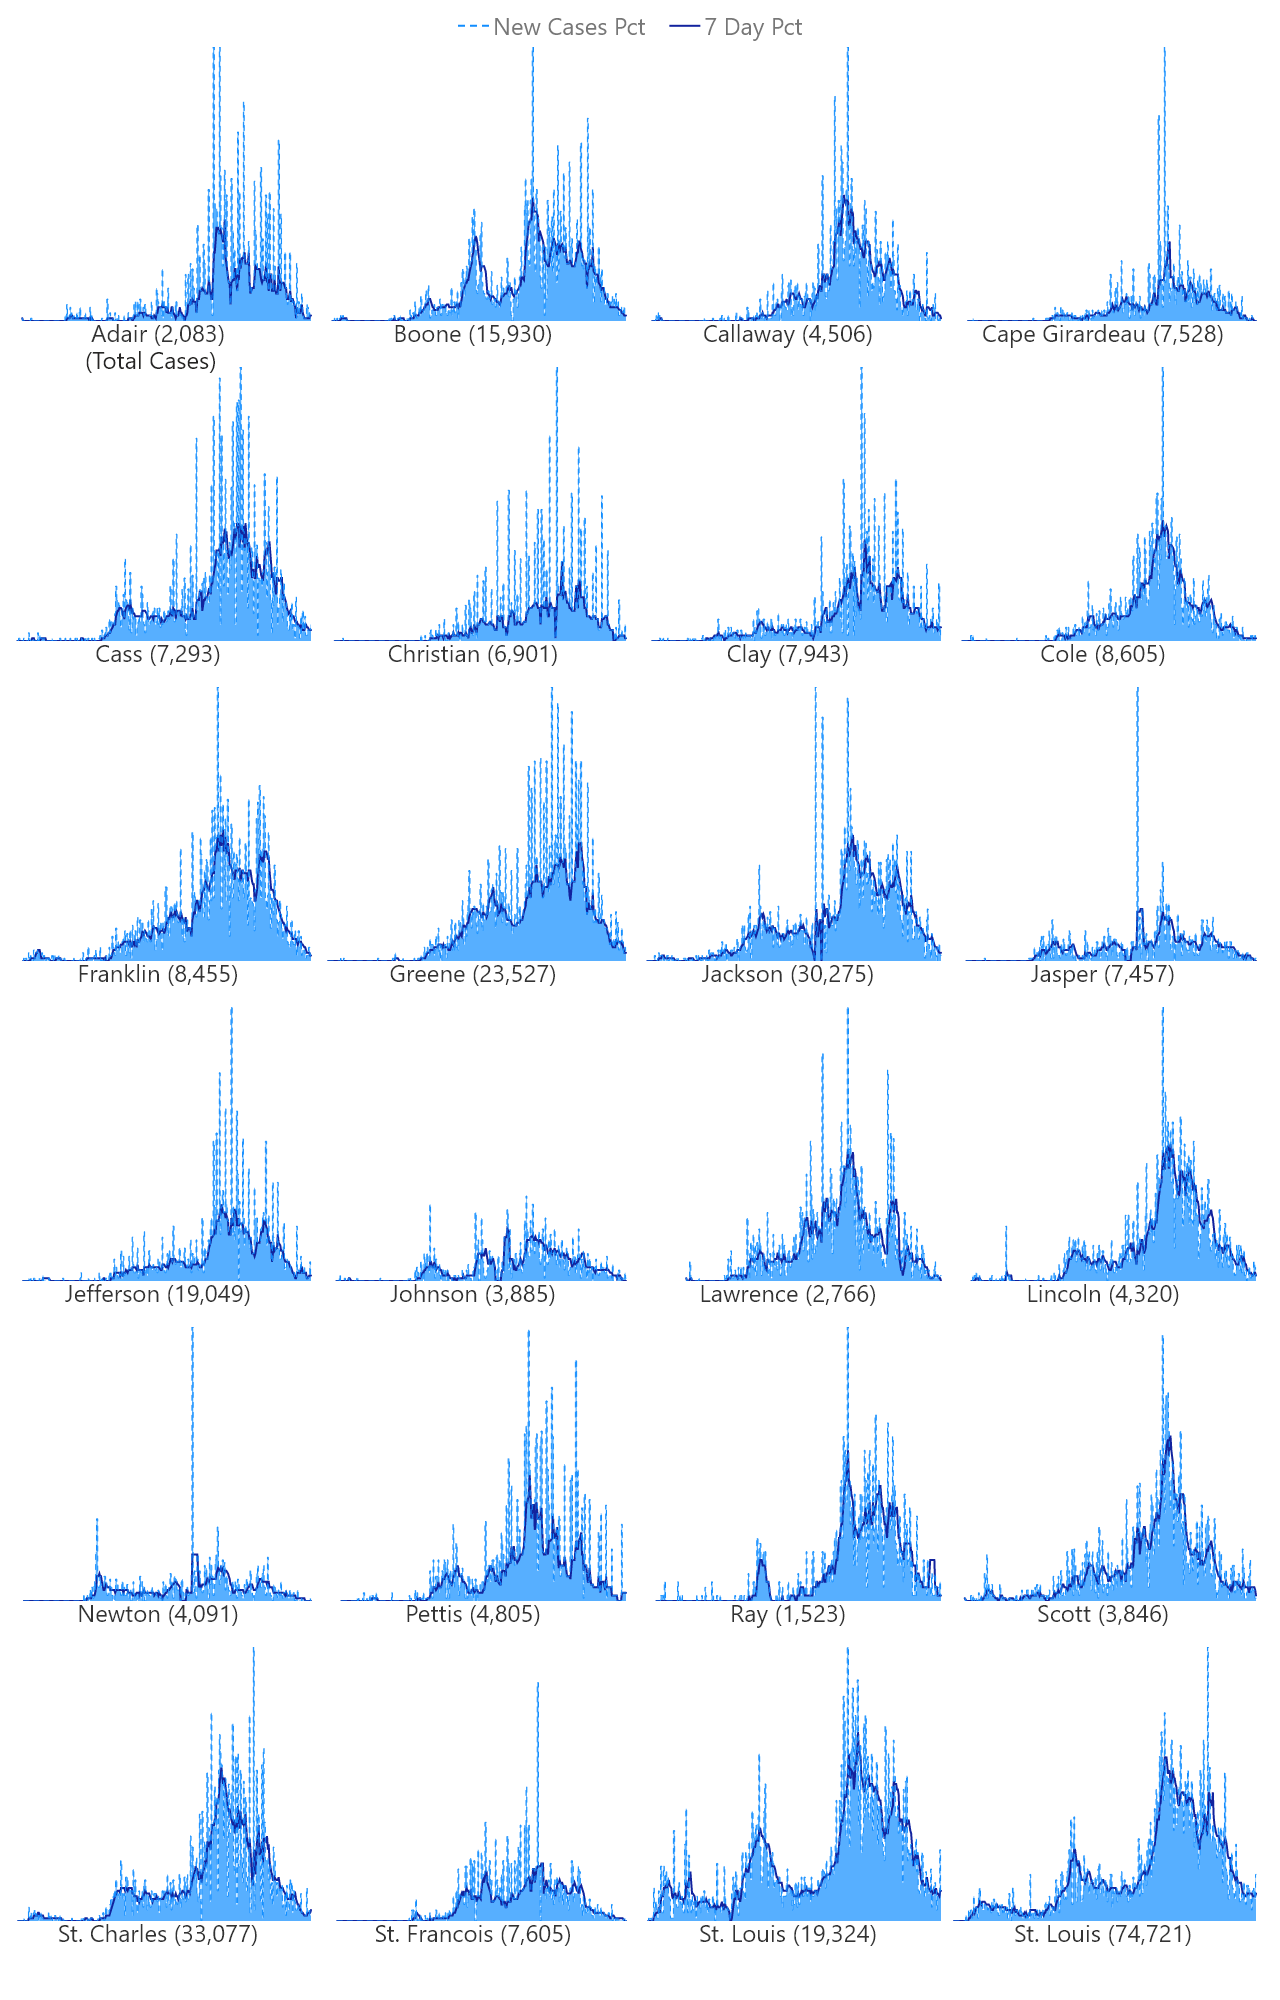 New Cases Pct 7 Day Pct
Adair (2,083) Boone (15,930) Callaway (4,506) Cape Girardeau (7,528)
(Total Cases)
Cass (7,293) Christian (6,901) Clay (7,943) Cole (8,605)
Franklin (8,455) Greene (23,527) Jackson (30,275) Jasper (7,457)
Jefferson (19,049) Johnson (3,885) Lawrence (2,766) Lincoln (4,320)
Newton (4,091) Pettis (4,805) Ray (1,523) Scott (3,846)
St. Charles (33,077) St. Francois (7,605) St. Louis (19,324) St. Louis (74,721)